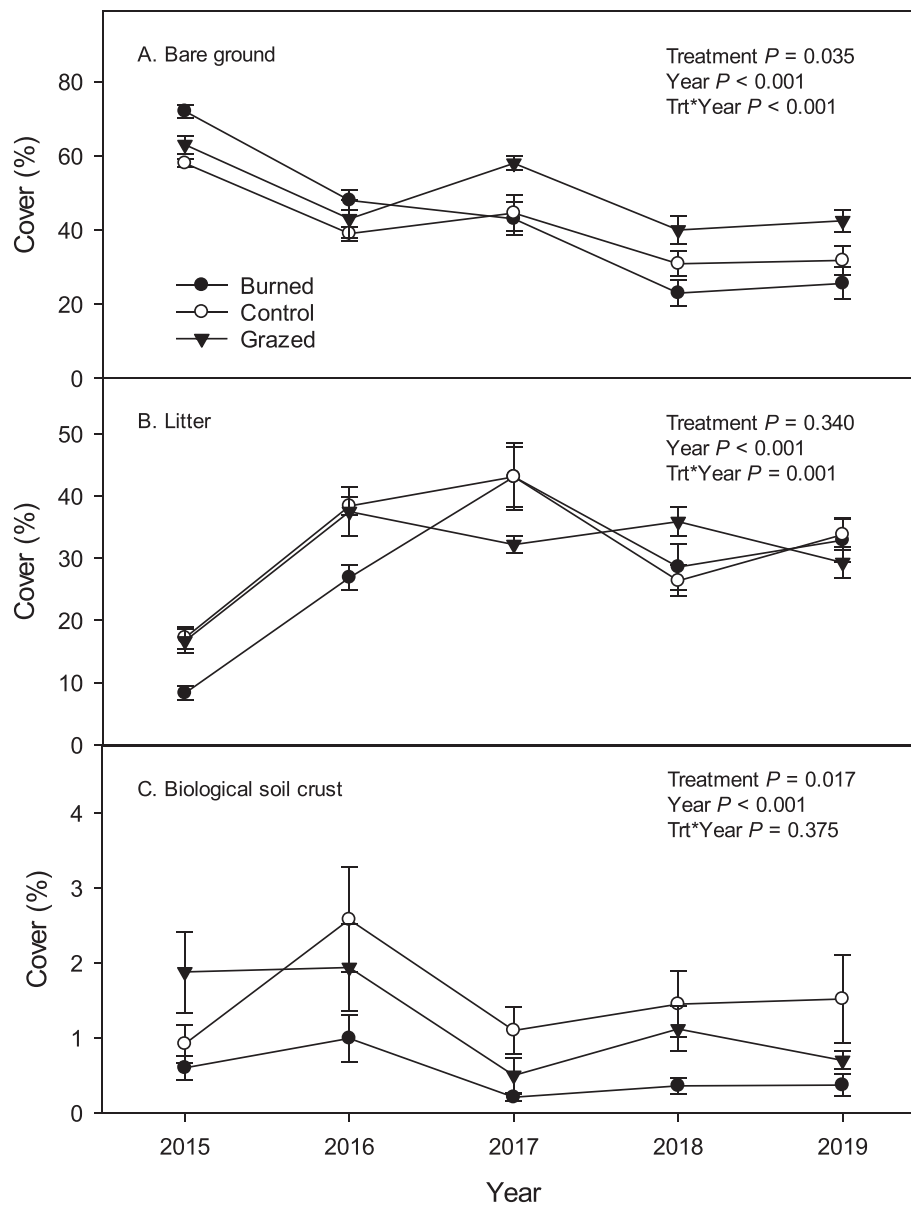 A. Bare ground
Treatment P = 0.035
Year P < 0.001
Trt*Year P < 0.001
80
60
40
20
0
Cover (%)
Burned
Control
Grazed
B. Litter
Treatment P = 0.340
Year P < 0.001
Trt*Year P = 0.001
50
40
30
20
10
0
Cover (%)
C. Biological soil crust
Treatment P = 0.017
Year P < 0.001
Trt*Year P = 0.375
4
3
2
1
0
Cover (%)
2015 2016 2017 2018 2019
Year